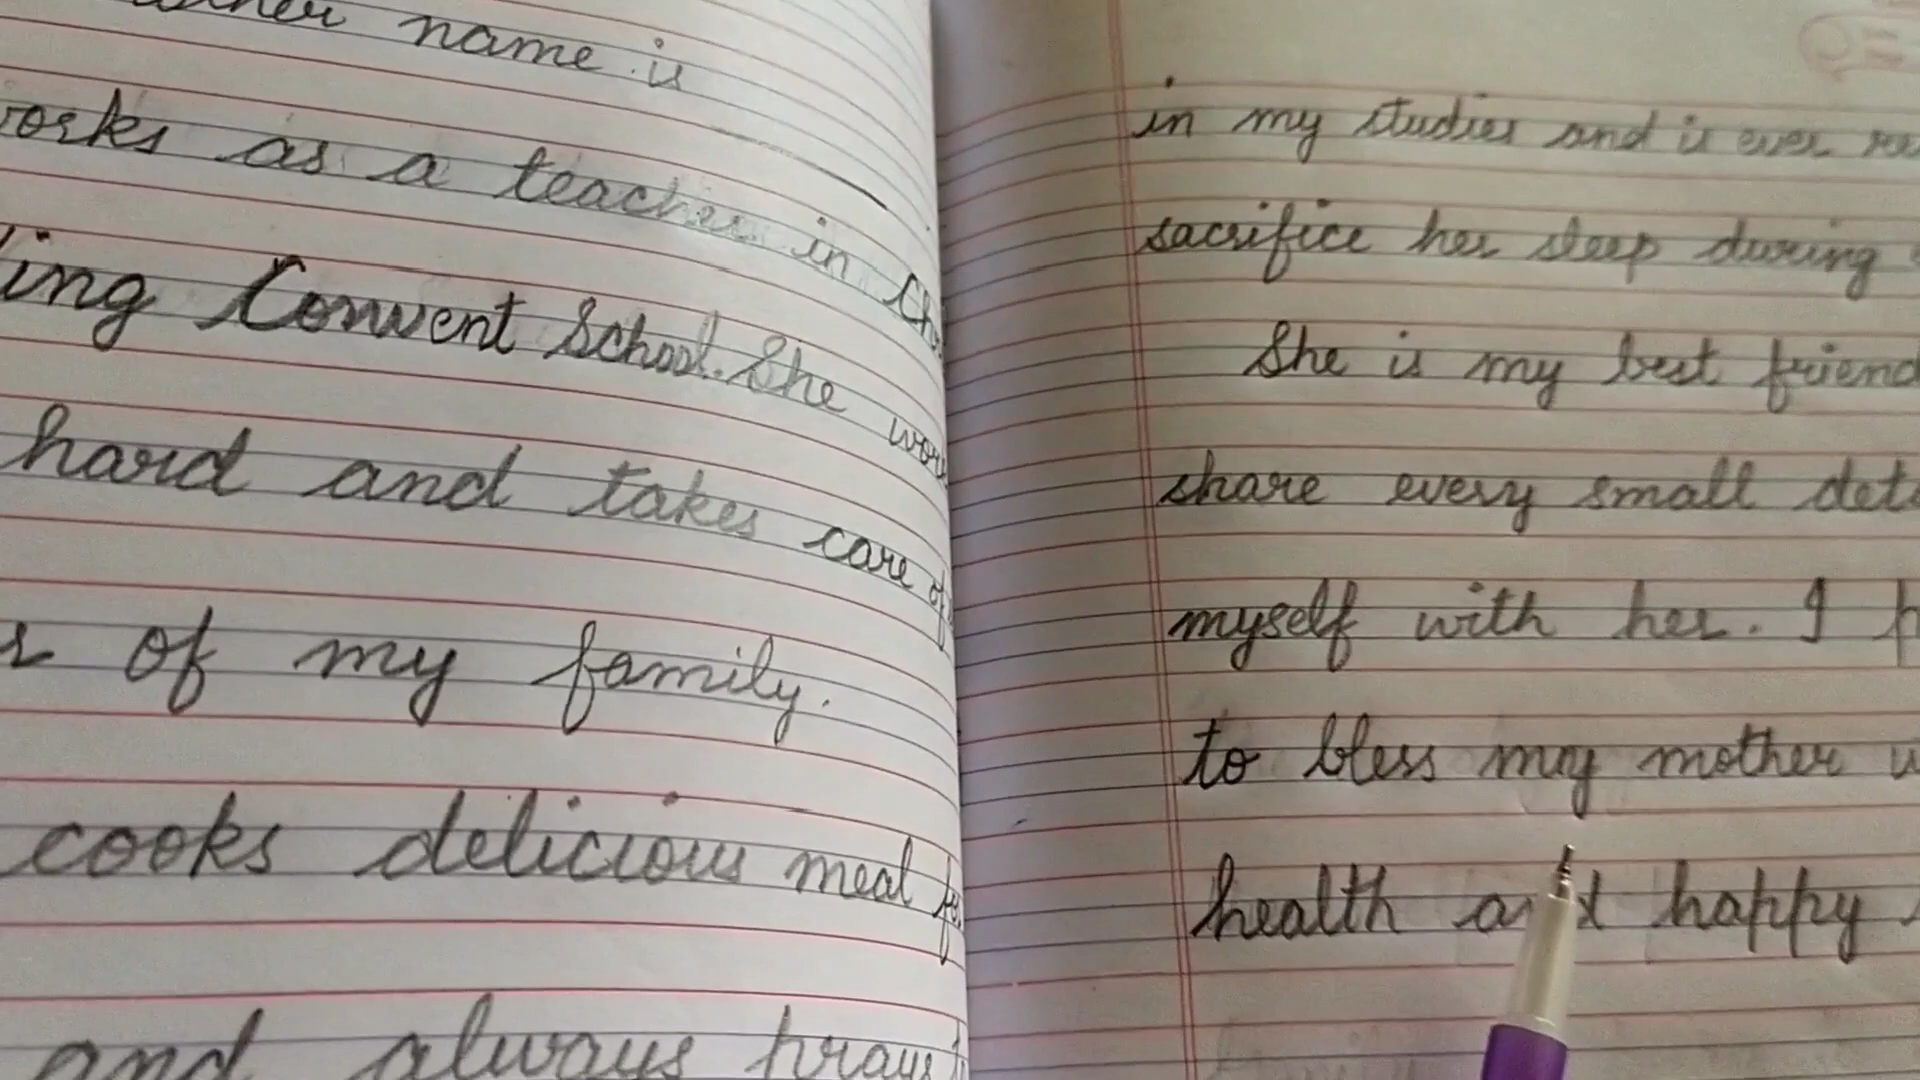 name is
works as a teacher in
ing Convent School. She
hard and takes care of
of my family.
cooks delicious meal
and always prays
in my studies and is ever
sacrifice her sleep during
She is my best friend
share every small
myself with her. I
to bless my mother
health and happy